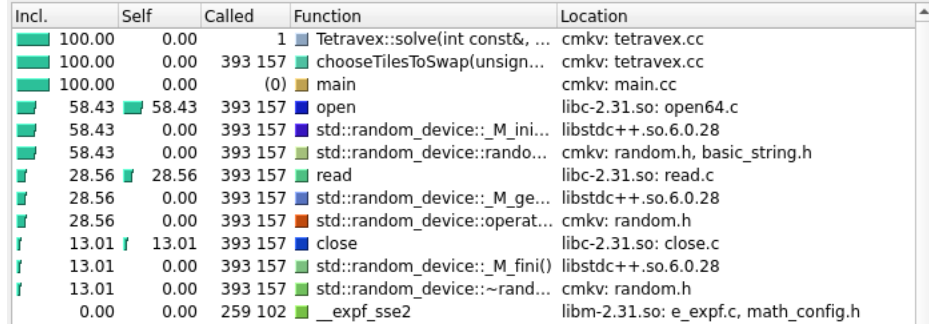 Incl. Self Called Function Location
100.00 0.00 1 Tetravex::solve(int const&, ... cmkv: tetravex.cc
100.00 0.00 393 157 chooseTilesToSwap(unsign... cmkv: tetravex.cc
100.00 0.00 (0) main cmkv: main.cc
58.43 58.43 393 157 open libc-2.31.so: open64.c
58.43 0.00 393 157 std::random_device::_M_ini... libstdc++.so.6.0.28
58.43 0.00 393 157 std::random_device::rando... cmkv: random.h, basic_string.h
28.56 28.56 393 157 read libc-2.31.so: read.c
28.56 0.00 393 157 std::random_device::_M_ge... libstdc++.so.6.0.28
28.56 0.00 393 157 std::random_device::operat... cmkv: random.h
13.01 13.01 393 157 close libc-2.31.so: close.c
13.01 0.00 393 157 std::random_device::_M_fini() libstdc++.so.6.0.28
13.01 0.00 393 157 std::random_device::~rand... cmkv: random.h
0.00 0.00 259 102 __expf_sse2 libm-2.31.so: e_expf.c, math_config.h